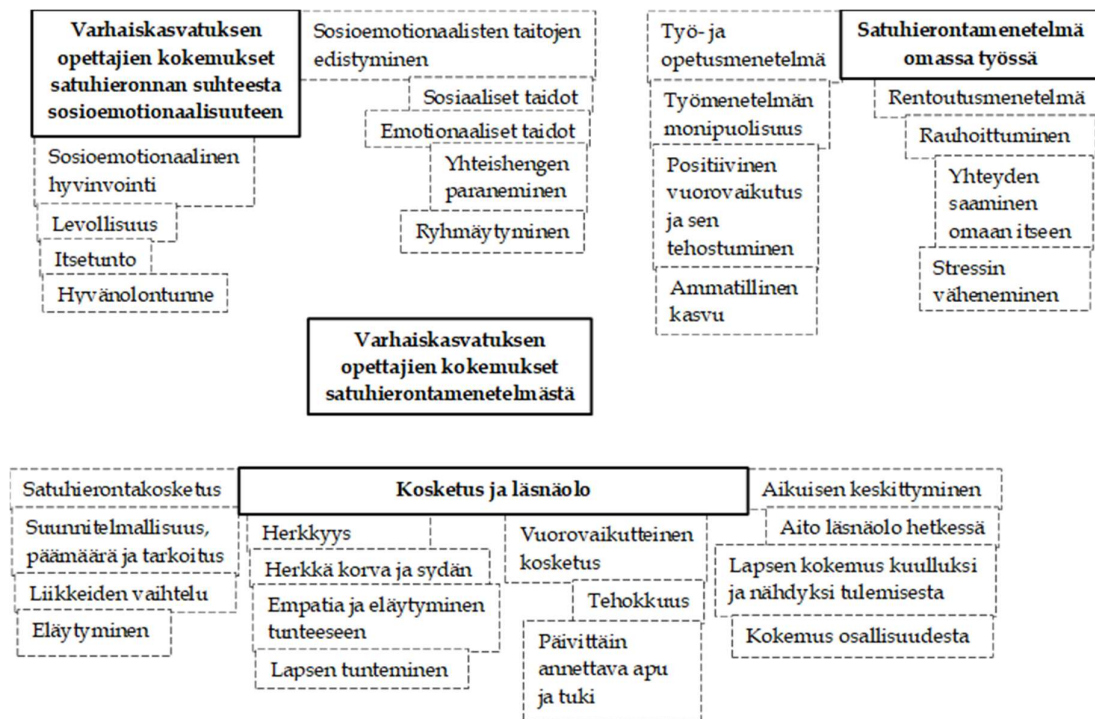 Varhaiskasvatuksen
opettajien kokemukset
satuhieronnan suhteesta
sosioemotionaalisuuteen
Sosioemotionaalinen
hyvinvointi
Levollisuus
Itsetunto
Hyvänolontunne
Sosioemotionaalisten taitojen
edistyminen
Sosiaaliset taidot
Emotionaaliset taidot
Yhteishengen
paraneminen
Ryhmäytyminen
Työ- ja
opetusmenetelmä
Työmenetelmän
monipuolisuus
Positiivinen
vuorovaikutus
ja sen
tehostuminen
Ammatillinen
kasvu
Satuhierontamenetelmä
omassa työssä
Rentoutusmenetelmä
Rauhoittuminen
Yhteyden
saaminen
omaan itseen
Stressin
väheneminen
Varhaiskasvatuksen
opettajien kokemukset
satuhierontamenetelmästä
Satuhierontakosketus
Suunnitelmallisuus,
päämäärä ja tarkoitus
Liikkeiden vaihtelu
Eläytyminen
Kosketus ja läsnäolo
Herkkyys
Herkkä korva ja sydän
Empatia ja eläytyminen
tunteeseen
Lapsen tunteminen
Vuorovaikutteinen
kosketus
Tehokkuus
Päivittäin
annettava apu
ja tuki
Aikuisen keskittyminen
Aito läsnäolo hetkessä
Lapsen kokemus kuulluksi
ja nähdyksi tulemisesta
Kokemus osallisuudesta